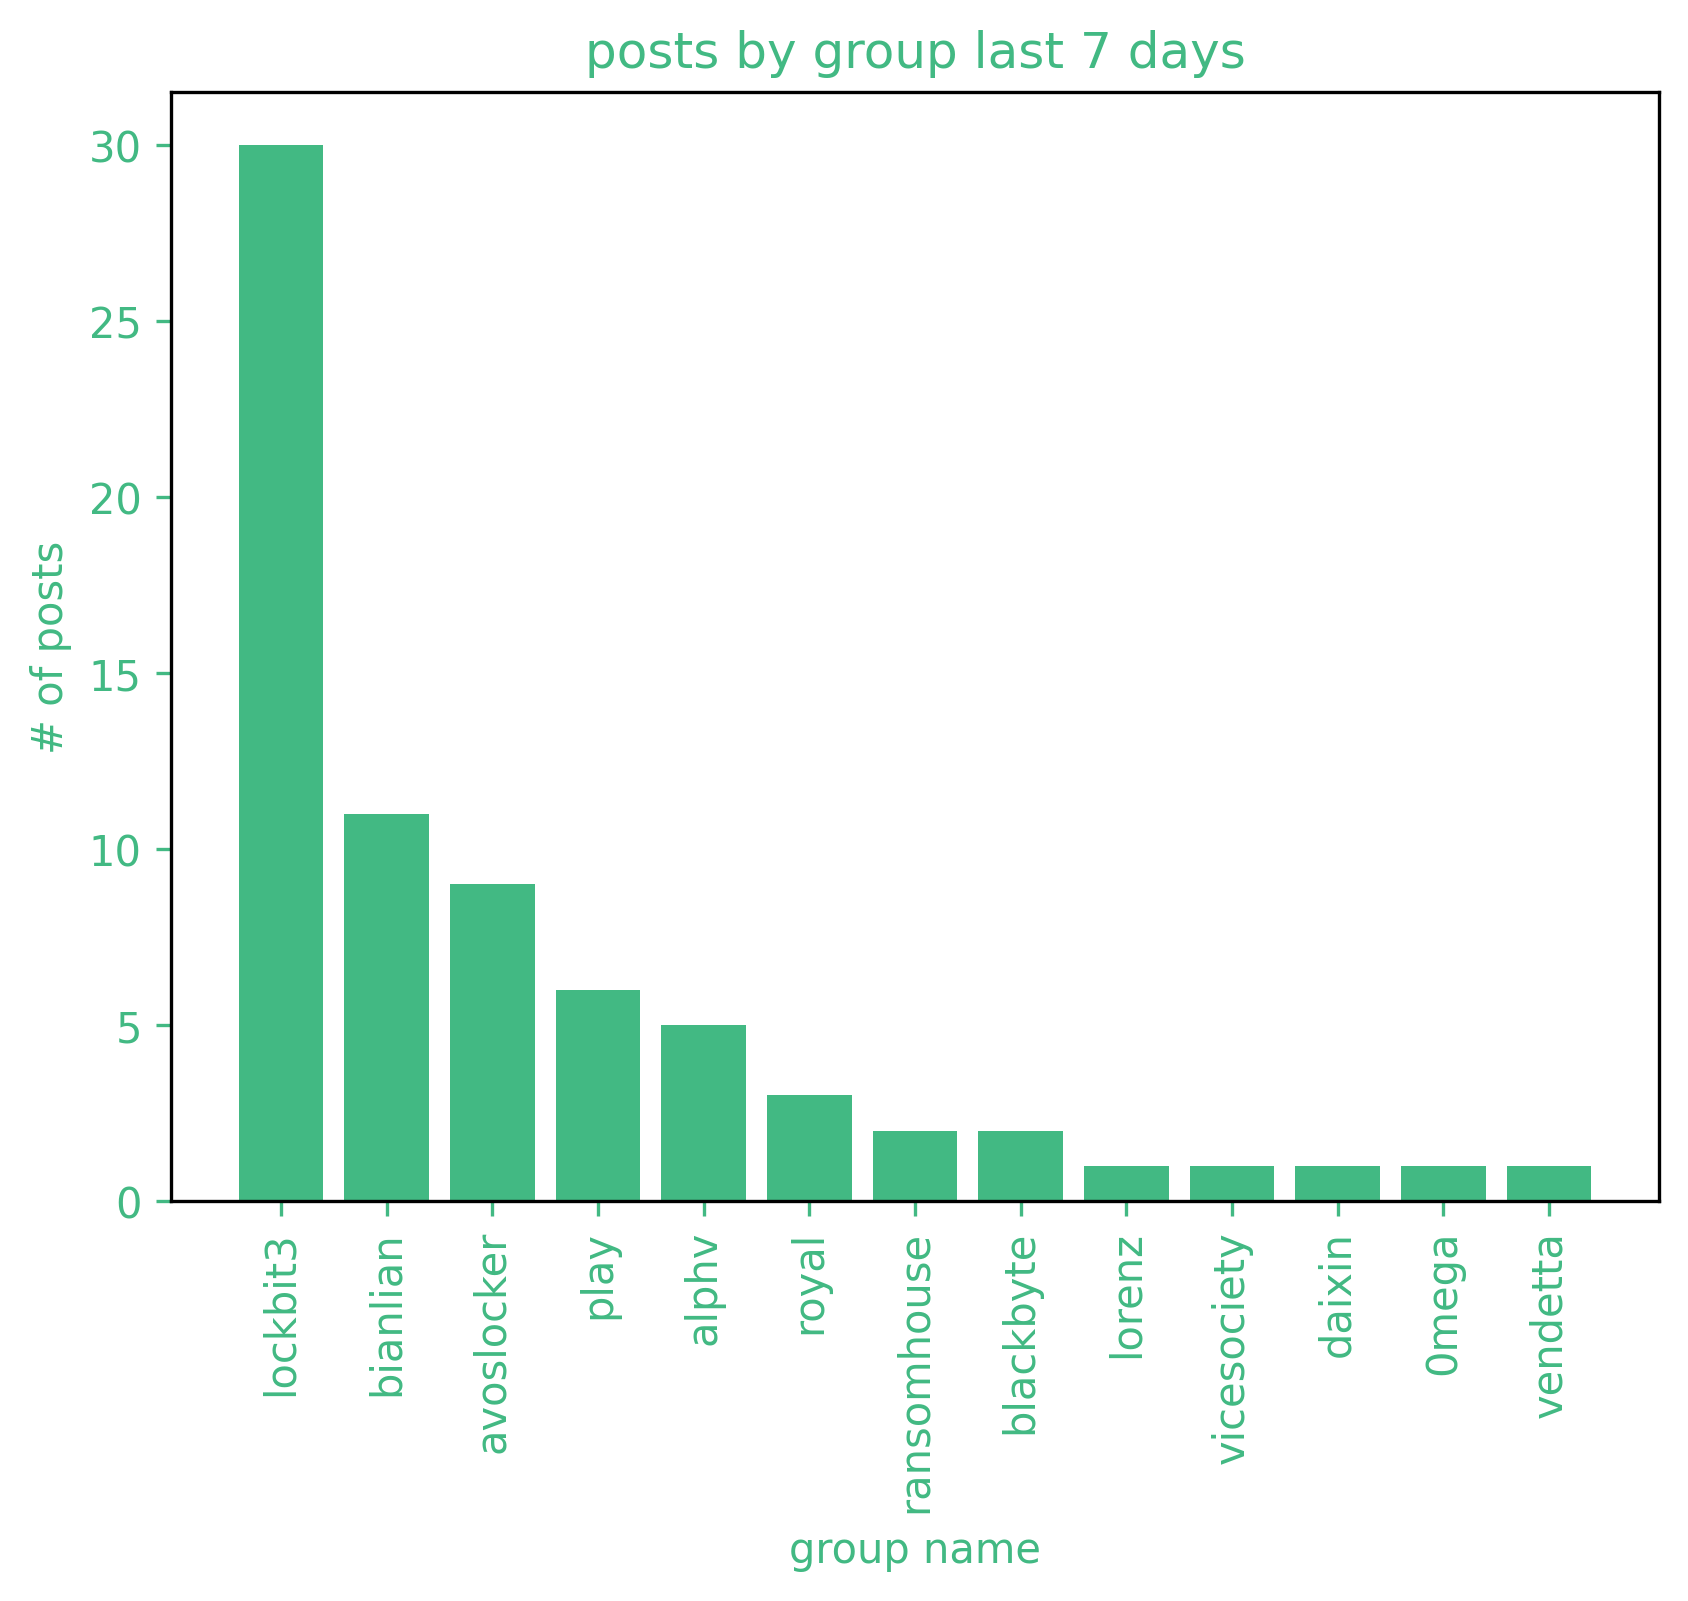 posts by group last 7 days
# of posts
30
25
20
15
10
5
0
lockbit3
bianlian
avoslocker
play
alphv
royal
ransomhouse
blackbyte
lorenz
vicesociety
daixin
0mega
vendetta
group name